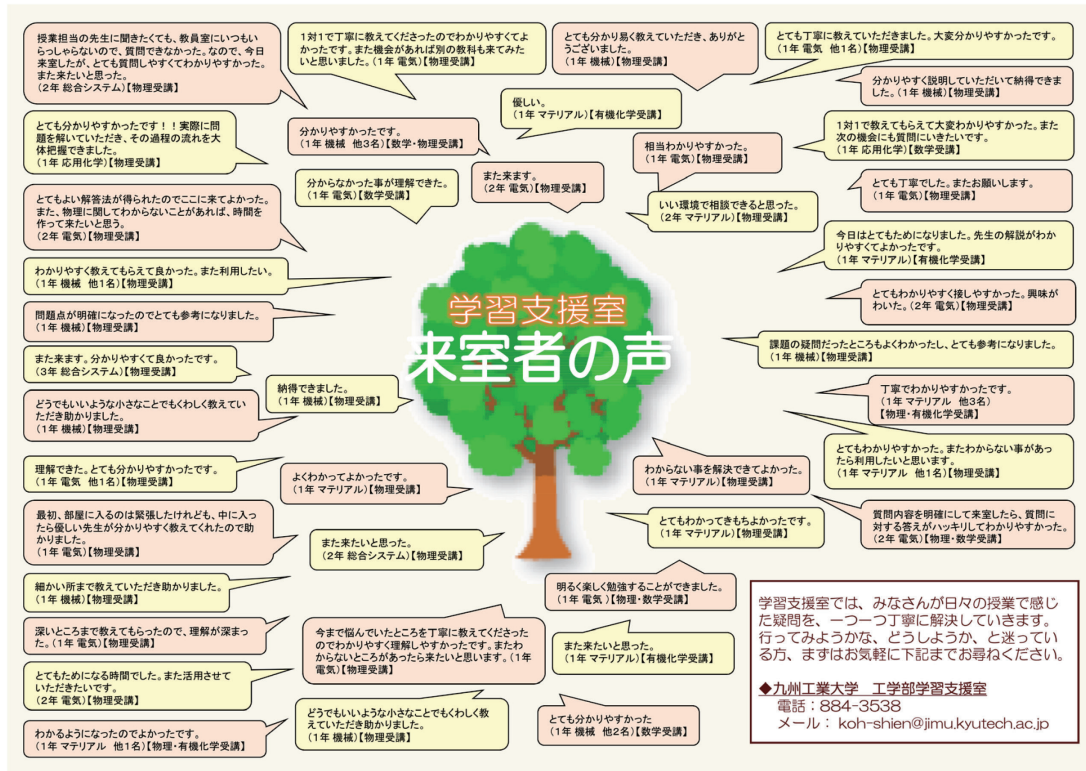 授業担当の先生に聞きたくても、教員室にいつもい
らっしゃらないので、質問できなかった。なので、今日
来室したが、とても質問しやすくてわかりやすかった。
また来たいと思った。
(2年 総合システム)【物理受講】
1対1で丁寧に教えてくださったのでわかりやすくてよ
かったです。また機会があれば別の教科も来てみた
いと思いました。(1年 電気)【物理受講】
とても分かり易く教えていただき、ありがと
うございました。
(1年 機械)【物理受講】
とても丁寧に教えていただきました。大変分かりやすかったです。
(1年 電気 他1名)【物理受講】
分かりやすく説明していただいて納得できま
した。(1年 機械)【物理受講】
優しい。
(1年 マテリアル)【有機化学受講】
とても分かりやすかったです！！実際に問
題を解いていただき、その過程の流れを大
体把握できました。
(1年 応用化学)【物理受講】
分かりやすかったです。
(1年 機械 他3名)【数学・物理受講】
相当わかりやすかった。
(1年 電気)【物理受講】
1対1で教えてもらえて大変わかりやすかった。また
次の機会にも質問にいきたいです。
(1年 応用化学)【数学受講】
分からなかった事が理解できた。
(1年 電気)【数学受講】
また来ます。
(2年 電気)【物理受講】
とても丁寧でした。またお願いします。
(1年 電気)【物理受講】
とてもよい解答法が得られたのでここに来てよかった。
また、物理に関してわからないことがあれば、時間を
作って来たいと思う。
(2年 電気)【物理受講】
いい環境で相談できると思った。
(2年 マテリアル)【物理受講】
今日はとてもためになりました。先生の解説がわか
りやすくてよかったです。
(1年 マテリアル)【有機化学受講】
わかりやすく教えてもらえて良かった。また利用したい。
(1年 機械 他1名)【物理受講】
とてもわかりやすく接しやすかった。興味が
わいた。(2年 電気)【物理受講】
問題点が明確になったのでとても参考になりました。
(1年 機械)【物理受講】
学習支援室
来室者の声
課題の疑問だったところもよくわかったし、とても参考になりました。
(1年 機械)【物理受講】
また来ます。分かりやすくて良かったです。
(3年 総合システム)【物理受講】
納得できました。
(1年 機械)【物理受講】
丁寧でわかりやすかったです。
(1年 マテリアル 他3名)
【物理・有機化学受講】
どうでもいいような小さなことでもくわしく教えてい
ただき助かりました。
(1年 機械)【物理受講】
とてもわかりやすかった。またわからない事があっ
たら利用したいと思います。
(1年 マテリアル 他1名)【物理受講】
理解できた。とても分かりやすかったです。
(1年 電気 他1名)【物理受講】
よくわかってよかったです。
(1年 マテリアル)【物理受講】
わからない事を解決できてよかった。
(1年 マテリアル)【物理受講】
最初、部屋に入るのは緊張したけれども、中に入っ
たら優しい先生が分かりやすく教えてくれたので助
かりました。
(1年 電気)【物理受講】
また来たいと思った。
(2年 総合システム)【物理受講】
とてもわかってきもちよかったです。
(1年 マテリアル)【物理受講】
質問内容を明確にして来室したら、質問に
対する答えがハッキリしてわかりやすかった。
(2年 電気)【物理・数学受講】
細かい所まで教えていただき助かりました。
(1年 機械)【物理受講】
明るく楽しく勉強することができました。
(1年 電気 )【物理・数学受講】
深いところまで教えてもらったので、理解が深まっ
た。(1年 電気)【物理受講】
今まで悩んでいたところを丁寧に教えてくださった
のでわかりやすく理解しやすかったです。またわ
からないところがあったら来たいと思います。(1年
電気)【物理受講】
また来たいと思った。
(1年 マテリアル)【有機化学受講】
とてもためになる時間でした。また活用させて
いただきたいです。
(2年 電気)【物理受講】
どうでもいいような小さなことでもくわしく教
えていただき助かりました。
(1年 機械)【物理受講】
とても分かりやすかった
(1年 機械 他2名)【数学受講】
わかるようになったのでよかったです。
(1年 マテリアル 他1名)【物理・有機化学受講】
学習支援室では、みなさんが日々の授業で感じ
た疑問を、一つ一つ丁寧に解決していきます。
行ってみようかな、どうしようか、と迷ってい
る方、まずはお気軽に下記までお尋ねください。
◆九州工業大学 工学部学習支援室
電話：884-3538
メール： koh-shien@jimu.kyutech.ac.jp